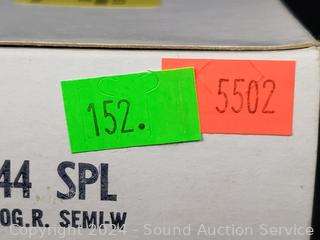 152.
5502
44 SPL
OG.R. SEMI-W
Copyright 2024 - Sound Auction Service